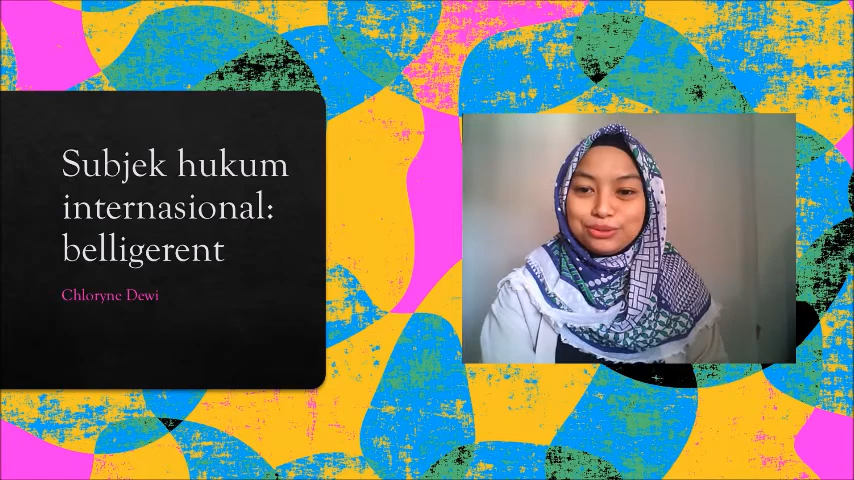 Subjek hukum
internasional:
belligerent
Chloryne Dewi